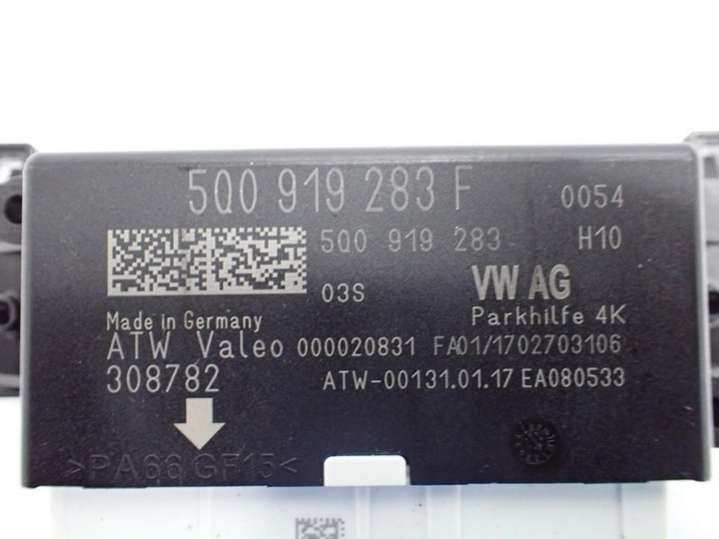 5Q0 919 283 F 0054
5Q0 919 283 H10
03S VW AG
Made in Germany Parkhilfe 4K
ATW Valeo 000020831 FA01/1702703106
308782 ATW-00131.01.17 EA080533
>PA66 GF15<